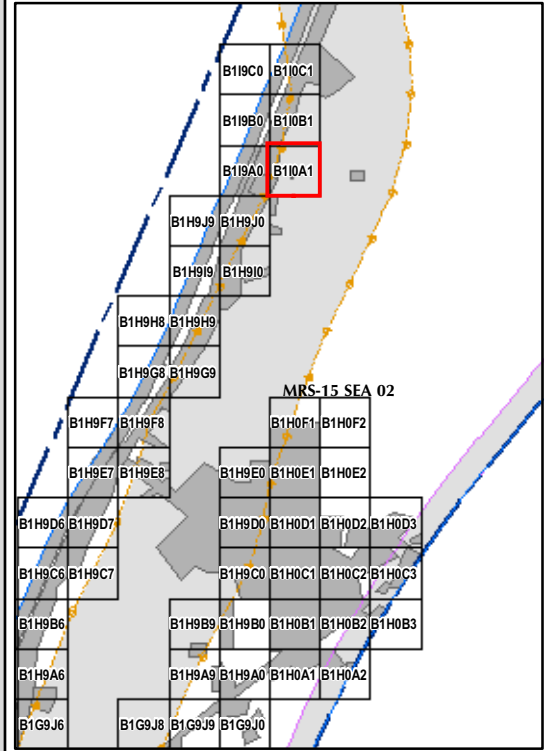 B1I9C0 B1I0C1
B1I9B0 B1I0B1
B1I9A0 B1I0A1
B1H9J9 B1H9J0
B1H9I9 B1H9I0
B1H9H8 B1H9H9
B1H9G8 B1H9G9
MRS-15 SEA 02
B1H9F7 B1H9F8 B1H0F1 B1H0F2
B1H9E7 B1H9E8 B1H9E0 B1H0E1 B1H0E2
B1H9D6 B1H9D7 B1H9D0 B1H0D1 B1H0D2 B1H0D3
B1H9C6 B1H9C7 B1H9C0 B1H0C1 B1H0C2 B1H0C3
B1H9B6 B1H9B9 B1H9B0 B1H0B1 B1H0B2 B1H0B3
B1H9A6 B1H9A9 B1H9A0 B1H0A1 B1H0A2
B1G9J6 B1G9J8 B1G9J9 B1G9J0